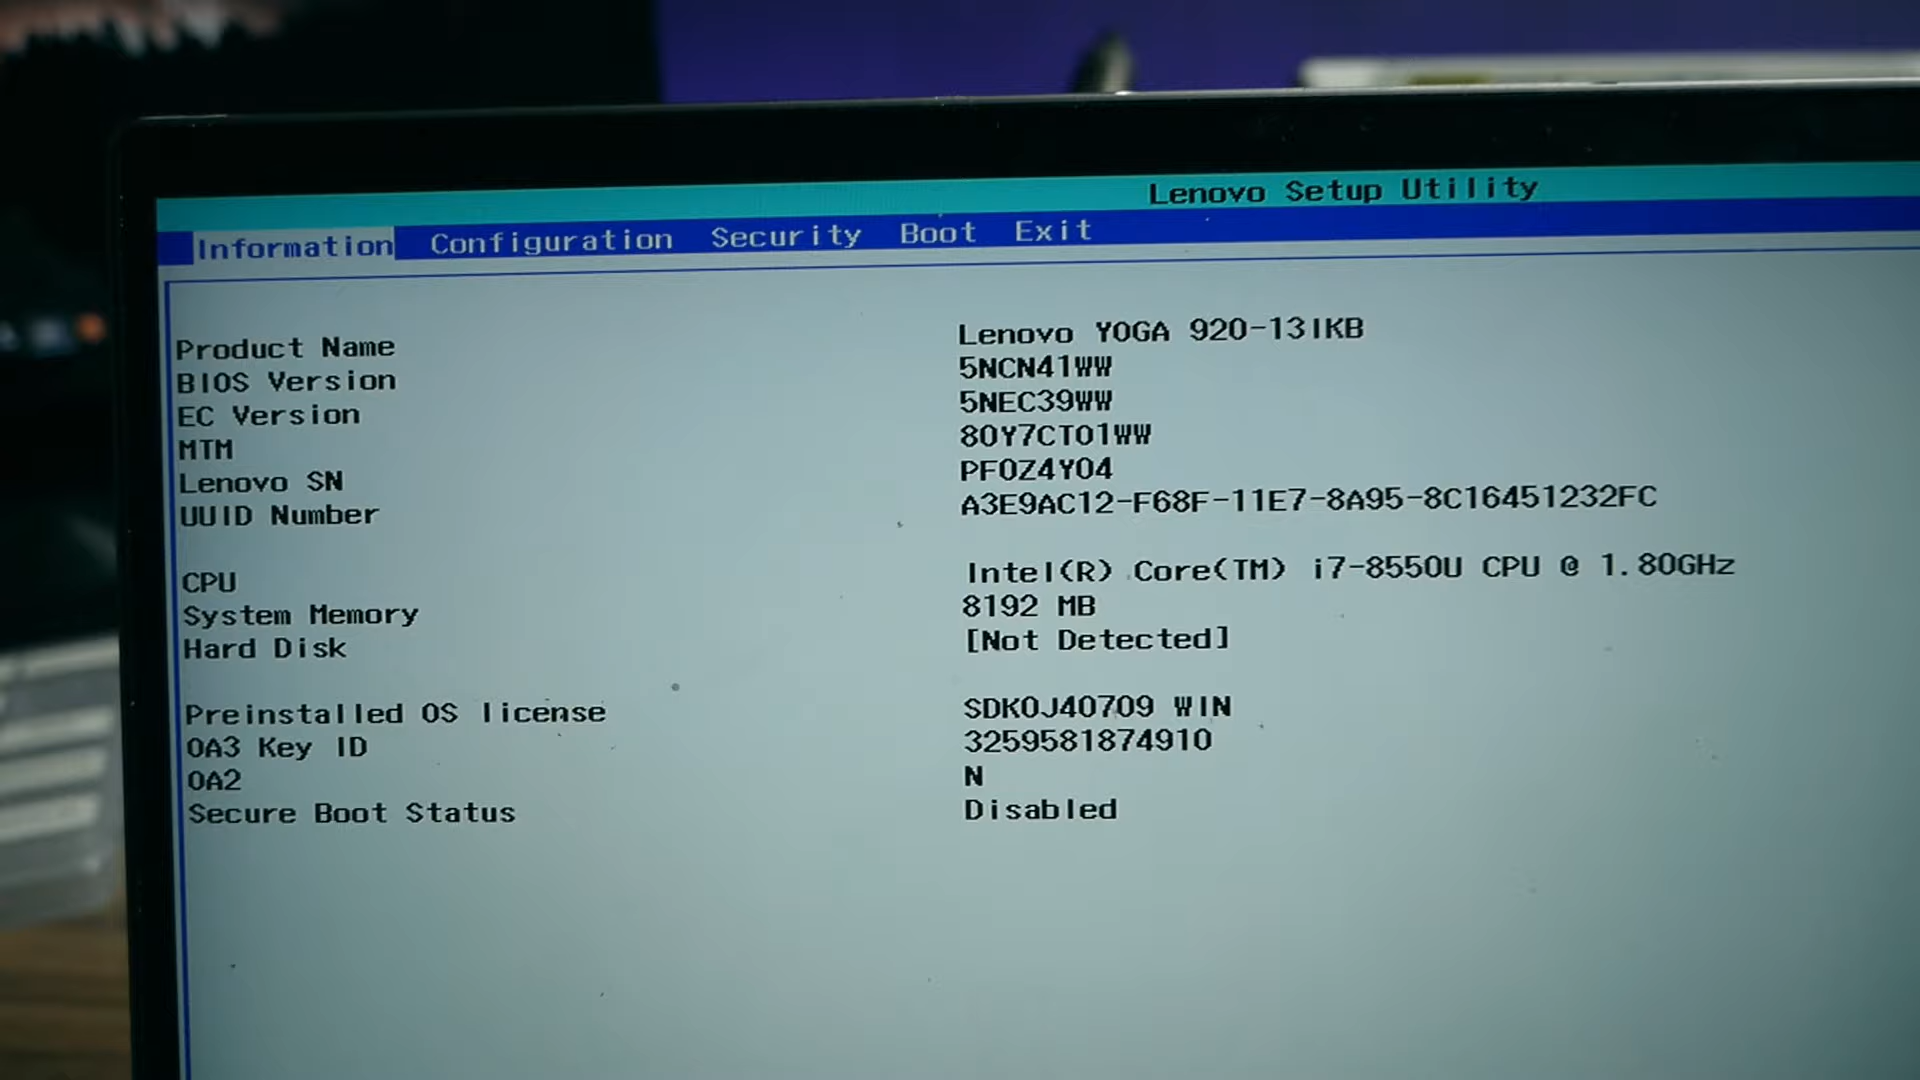 Lenovo Setup Utility
Information Configuration Security Boot Exit
Product Name Lenovo YOGA 920-13IKB
BIOS Version 5NCN41WW
EC Version 5NEC39WW
MTM 80Y7CTO1WW
Lenovo SN PF0Z4Y04
UUID Number A3E9AC12-F68F-11E7-8A95-8C16451232FC
CPU Intel(R) Core(TM) i7-8550U CPU @ 1.80GHz
System Memory 8192 MB
Hard Disk [Not Detected]
Preinstalled OS license SDK0J40709 WIN
OA3 Key ID 3259581874910
OA2 N
Secure Boot Status Disabled